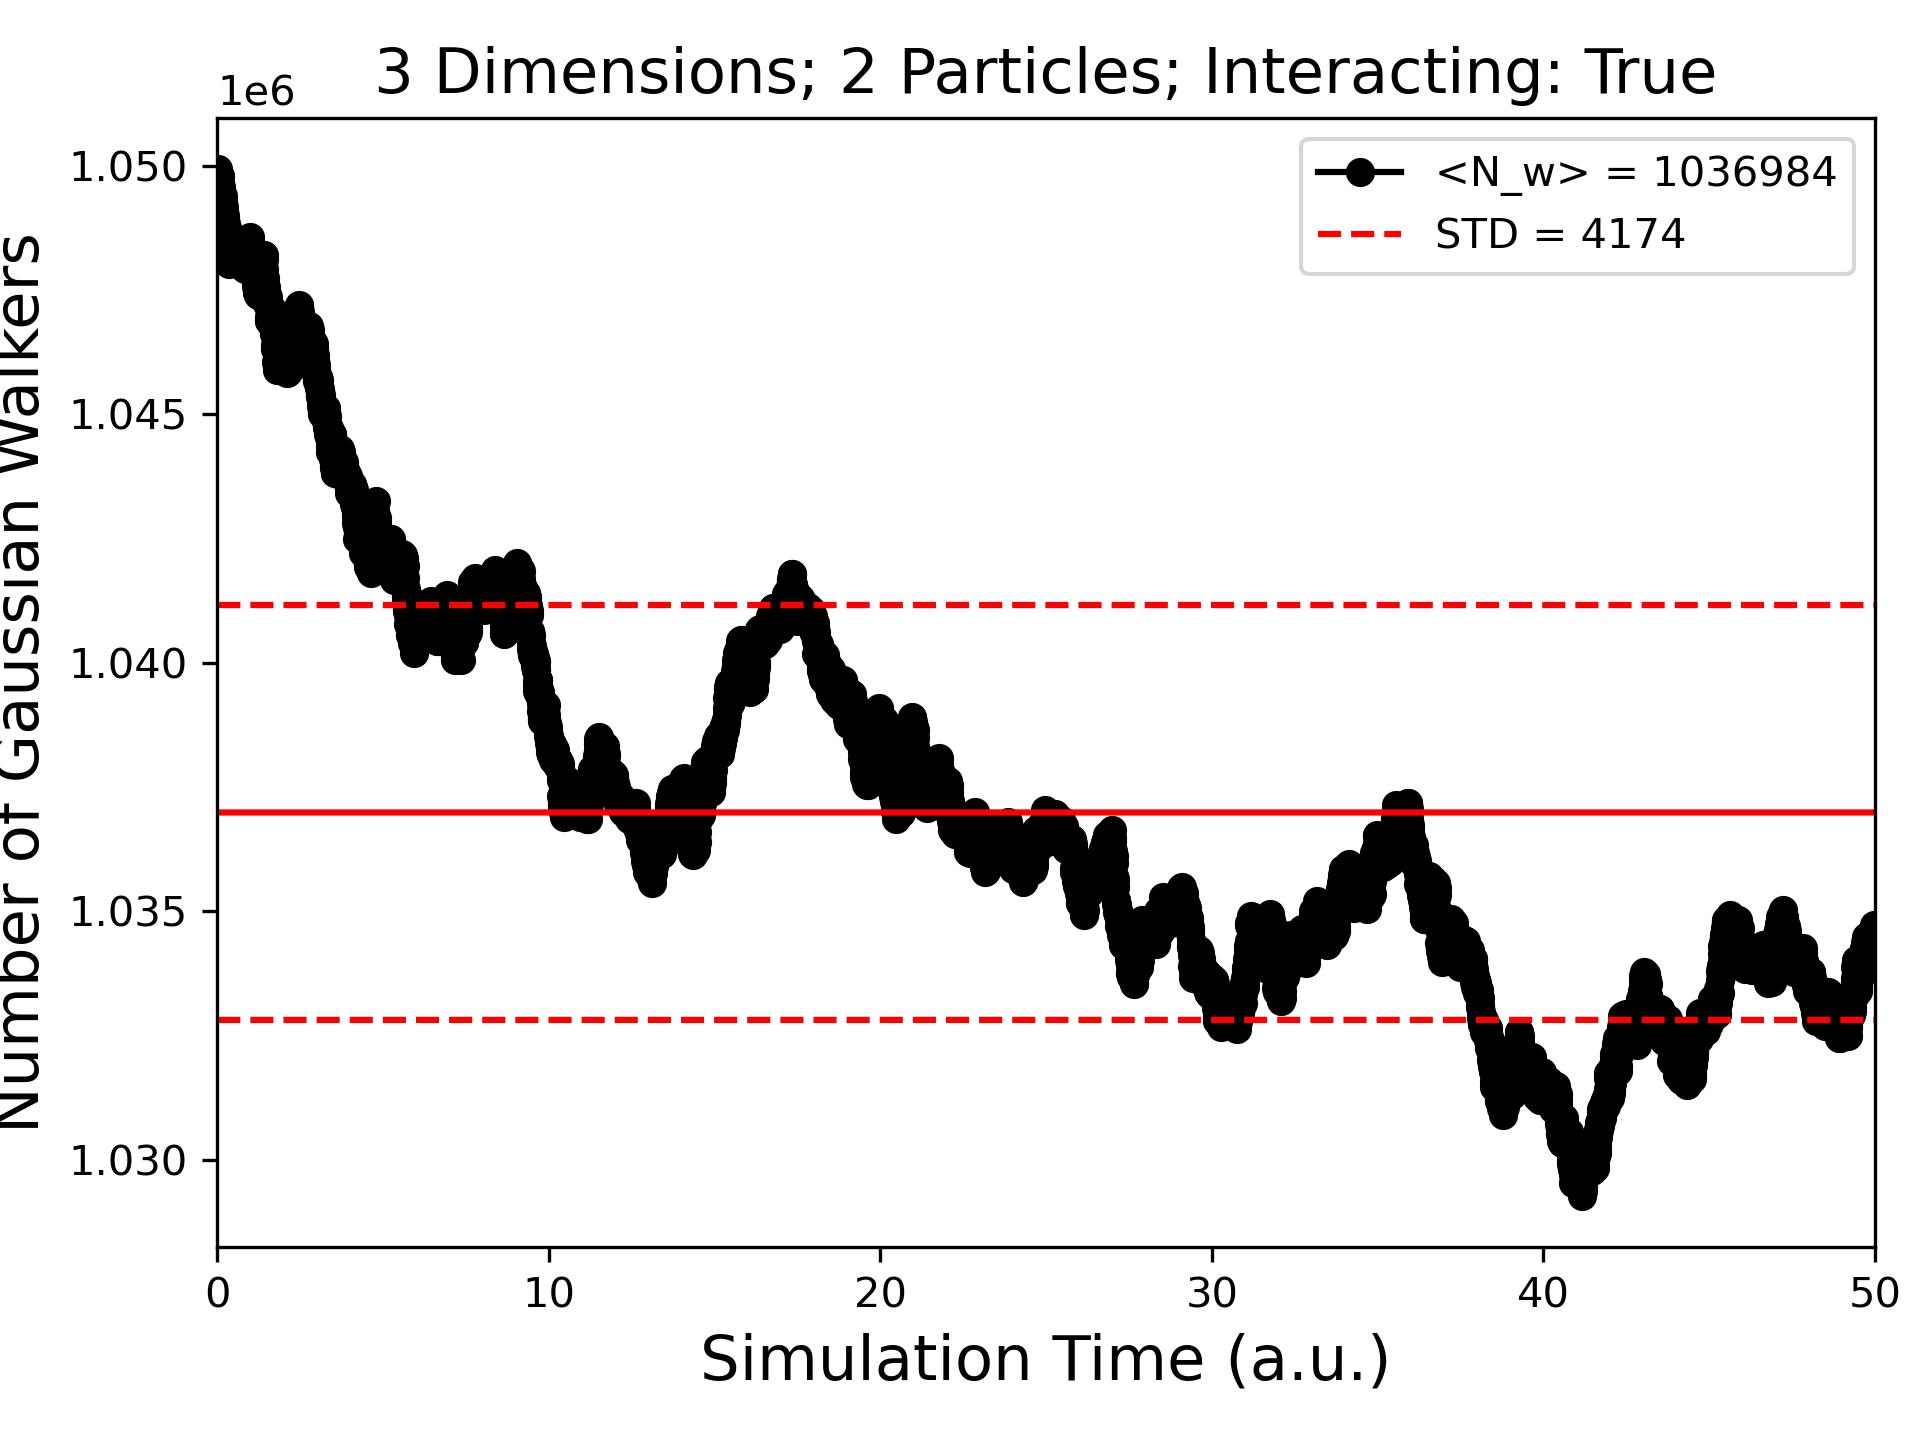 3 Dimensions; 2 Particles; Interacting: True
1e6
<N_w> = 1036984
STD = 4174
Number of Gaussian Walkers
1.050
1.045
1.040
1.035
1.030
0 10 20 30 40 50
Simulation Time (a.u.)